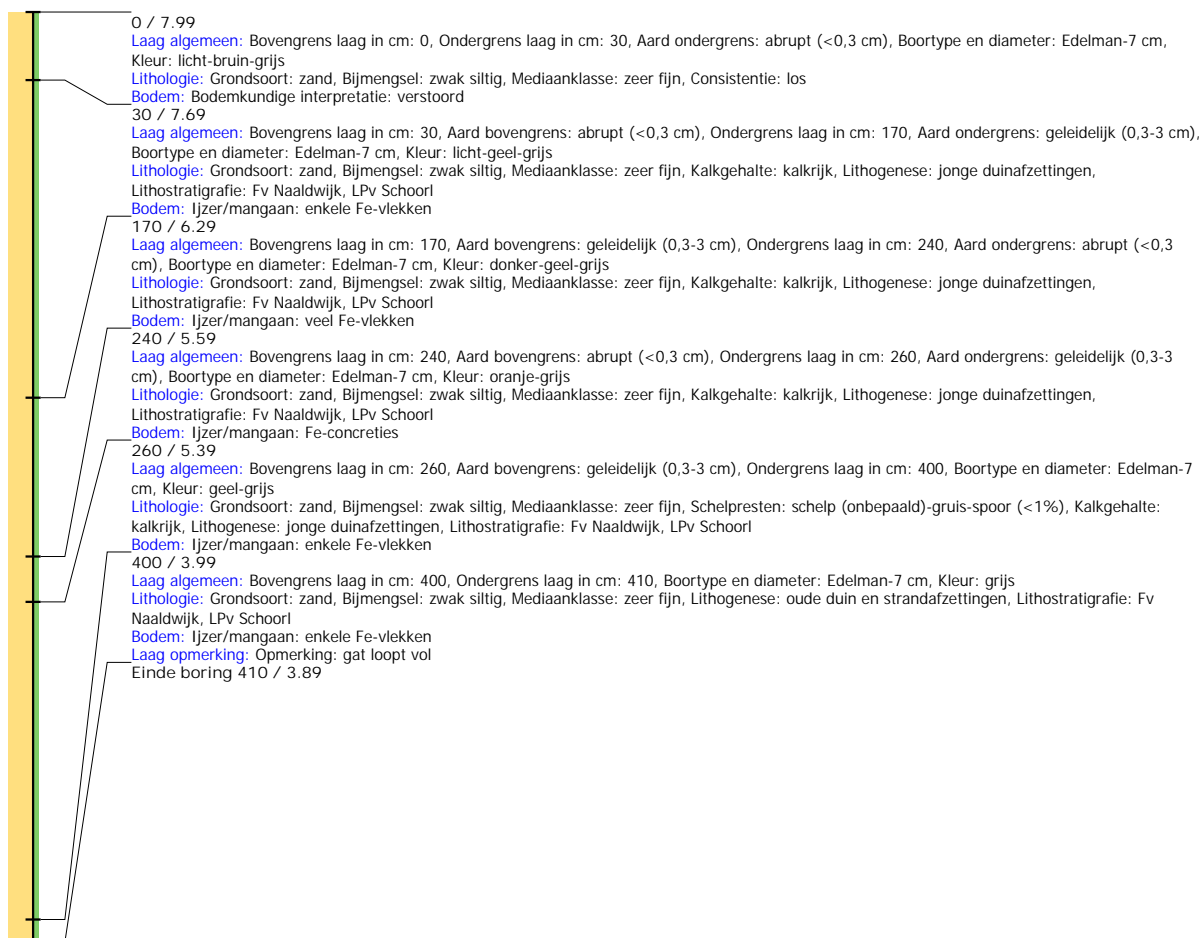 0 / 7.99
Laag algemeen: Bovengrens laag in cm: 0, Ondergrens laag in cm: 30, Aard ondergrens: abrupt (<0,3 cm), Boortype en diameter: Edelman-7 cm,
Kleur: licht-bruin-grijs
Lithologie: Grondsoort: zand, Bijmengsel: zwak siltig, Mediaanklasse: zeer fijn, Consistentie: los
Bodem: Bodemkundige interpretatie: verstoord
30 / 7.69
Laag algemeen: Bovengrens laag in cm: 30, Aard bovengrens: abrupt (<0,3 cm), Ondergrens laag in cm: 170, Aard ondergrens: geleidelijk (0,3-3 cm),
Boortype en diameter: Edelman-7 cm, Kleur: licht-geel-grijs
Lithologie: Grondsoort: zand, Bijmengsel: zwak siltig, Mediaanklasse: zeer fijn, Kalkgehalte: kalkrijk, Lithogenese: jonge duinafzettingen,
Lithostratigrafie: Fv Naaldwijk, LPv Schoorl
Bodem: Ijzer/mangaan: enkele Fe-vlekken
170 / 6.29
Laag algemeen: Bovengrens laag in cm: 170, Aard bovengrens: geleidelijk (0,3-3 cm), Ondergrens laag in cm: 240, Aard ondergrens: abrupt (<0,3
cm), Boortype en diameter: Edelman-7 cm, Kleur: donker-geel-grijs
Lithologie: Grondsoort: zand, Bijmengsel: zwak siltig, Mediaanklasse: zeer fijn, Kalkgehalte: kalkrijk, Lithogenese: jonge duinafzettingen,
Lithostratigrafie: Fv Naaldwijk, LPv Schoorl
Bodem: Ijzer/mangaan: veel Fe-vlekken
240 / 5.59
Laag algemeen: Bovengrens laag in cm: 240, Aard bovengrens: abrupt (<0,3 cm), Ondergrens laag in cm: 260, Aard ondergrens: geleidelijk (0,3-3
cm), Boortype en diameter: Edelman-7 cm, Kleur: oranje-grijs
Lithologie: Grondsoort: zand, Bijmengsel: zwak siltig, Mediaanklasse: zeer fijn, Kalkgehalte: kalkrijk, Lithogenese: jonge duinafzettingen,
Lithostratigrafie: Fv Naaldwijk, LPv Schoorl
Bodem: Ijzer/mangaan: Fe-concreties
260 / 5.39
Laag algemeen: Bovengrens laag in cm: 260, Aard bovengrens: geleidelijk (0,3-3 cm), Ondergrens laag in cm: 400, Boortype en diameter: Edelman-7
cm, Kleur: geel-grijs
Lithologie: Grondsoort: zand, Bijmengsel: zwak siltig, Mediaanklasse: zeer fijn, Schelpresten: schelp (onbepaald)-gruis-spoor (<1%), Kalkgehalte:
kalkrijk, Lithogenese: jonge duinafzettingen, Lithostratigrafie: Fv Naaldwijk, LPv Schoorl
Bodem: Ijzer/mangaan: enkele Fe-vlekken
400 / 3.99
Laag algemeen: Bovengrens laag in cm: 400, Ondergrens laag in cm: 410, Boortype en diameter: Edelman-7 cm, Kleur: grijs
Lithologie: Grondsoort: zand, Bijmengsel: zwak siltig, Mediaanklasse: zeer fijn, Lithogenese: oude duin en strandafzettingen, Lithostratigrafie: Fv
Naaldwijk, LPv Schoorl
Bodem: Ijzer/mangaan: enkele Fe-vlekken
Laag opmerking: Opmerking: gat loopt vol
Einde boring 410 / 3.89